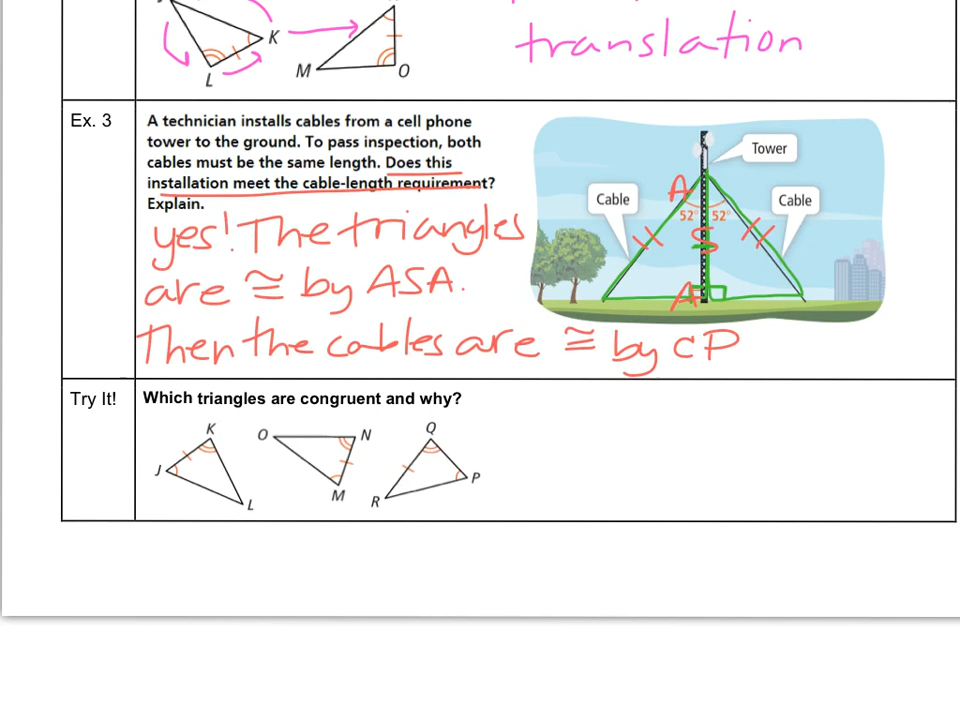 K
L
M
O
translation
Ex. 3
A technician installs cables from a cell phone
tower to the ground. To pass inspection, both
cables must be the same length. Does this
installation meet the cable-length requirement?
Explain.
yes! The triangles
are ≅ by ASA.
Then the cables are ≅ by CP
Tower
Cable
Cable
A
52° 52°
S
A
Try It!
Which triangles are congruent and why?
K
J
L
O
N
M
Q
P
R